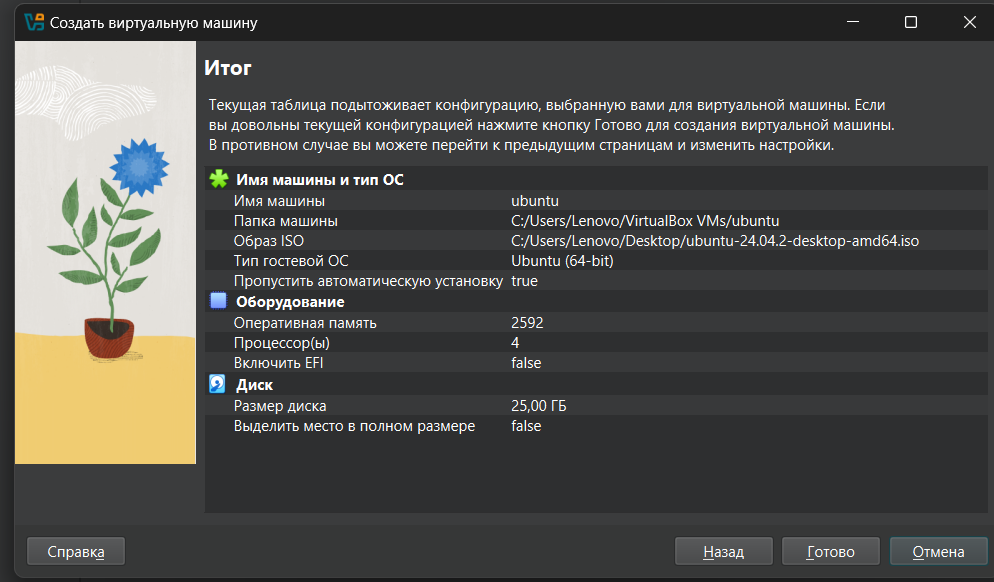 Создать виртуальную машину
Итог
Текущая таблица подытоживает конфигурацию, выбранную вами для виртуальной машины. Если
вы довольны текущей конфигурацией нажмите кнопку Готово для создания виртуальной машины.
В противном случае вы можете перейти к предыдущим страницам и изменить настройки.
Имя машины и тип ОС
Имя машины ubuntu
Папка машины C:/Users/Lenovo/VirtualBox VMs/ubuntu
Образ ISO C:/Users/Lenovo/Desktop/ubuntu-24.04.2-desktop-amd64.iso
Тип гостевой ОС Ubuntu (64-bit)
Пропустить автоматическую установку true
Оборудование
Оперативная память 2592
Процессор(ы) 4
Включить EFI false
Диск
Размер диска 25,00 ГБ
Выделить место в полном размере false
Справка Назад Готово Отмена